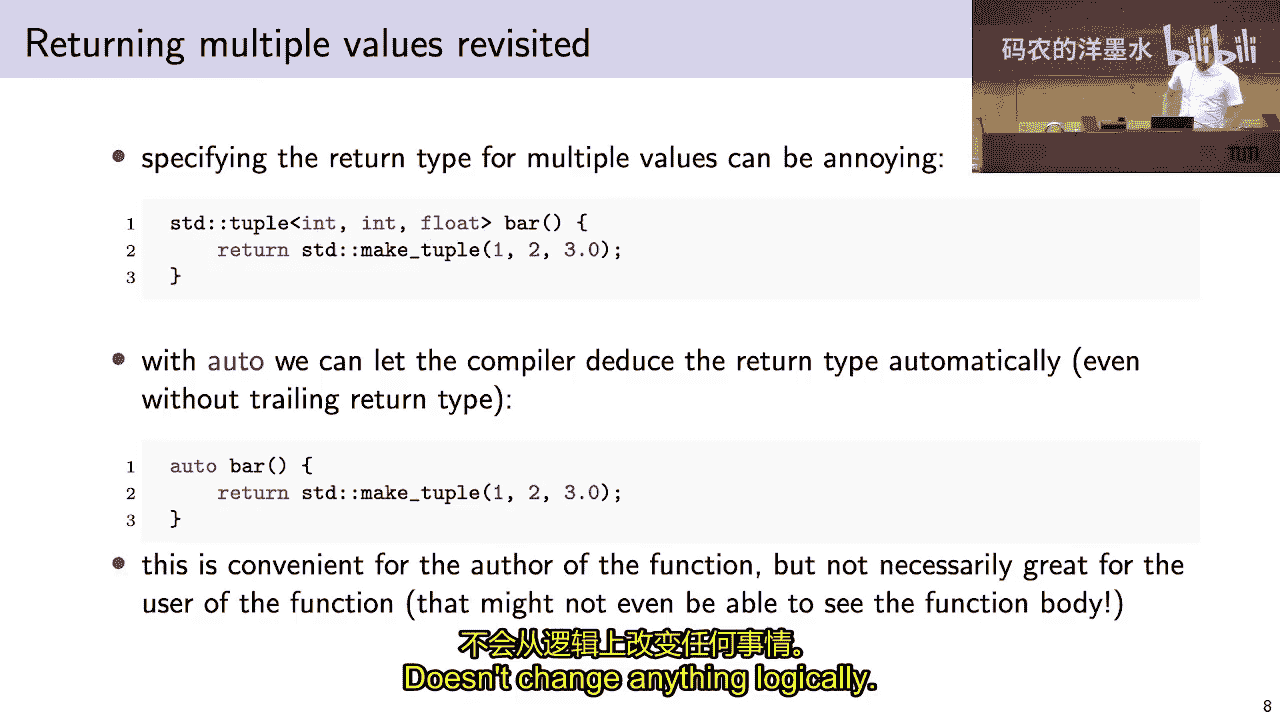 Returning multiple values revisited
码农的洋墨水 bilibili
TUM
• specifying the return type for multiple values can be annoying:
1 std::tuple<int, int, float> bar() {
2 return std::make_tuple(1, 2, 3.0);
3 }
• with auto we can let the compiler deduce the return type automatically (even
without trailing return type):
1 auto bar() {
2 return std::make_tuple(1, 2, 3.0);
3 }
• this is convenient for the author of the function, but not necessarily great for the
user of the function (that might not even be able to see the function body!)
不会从逻辑上改变任何事情。
Doesn't change anything logically.
8